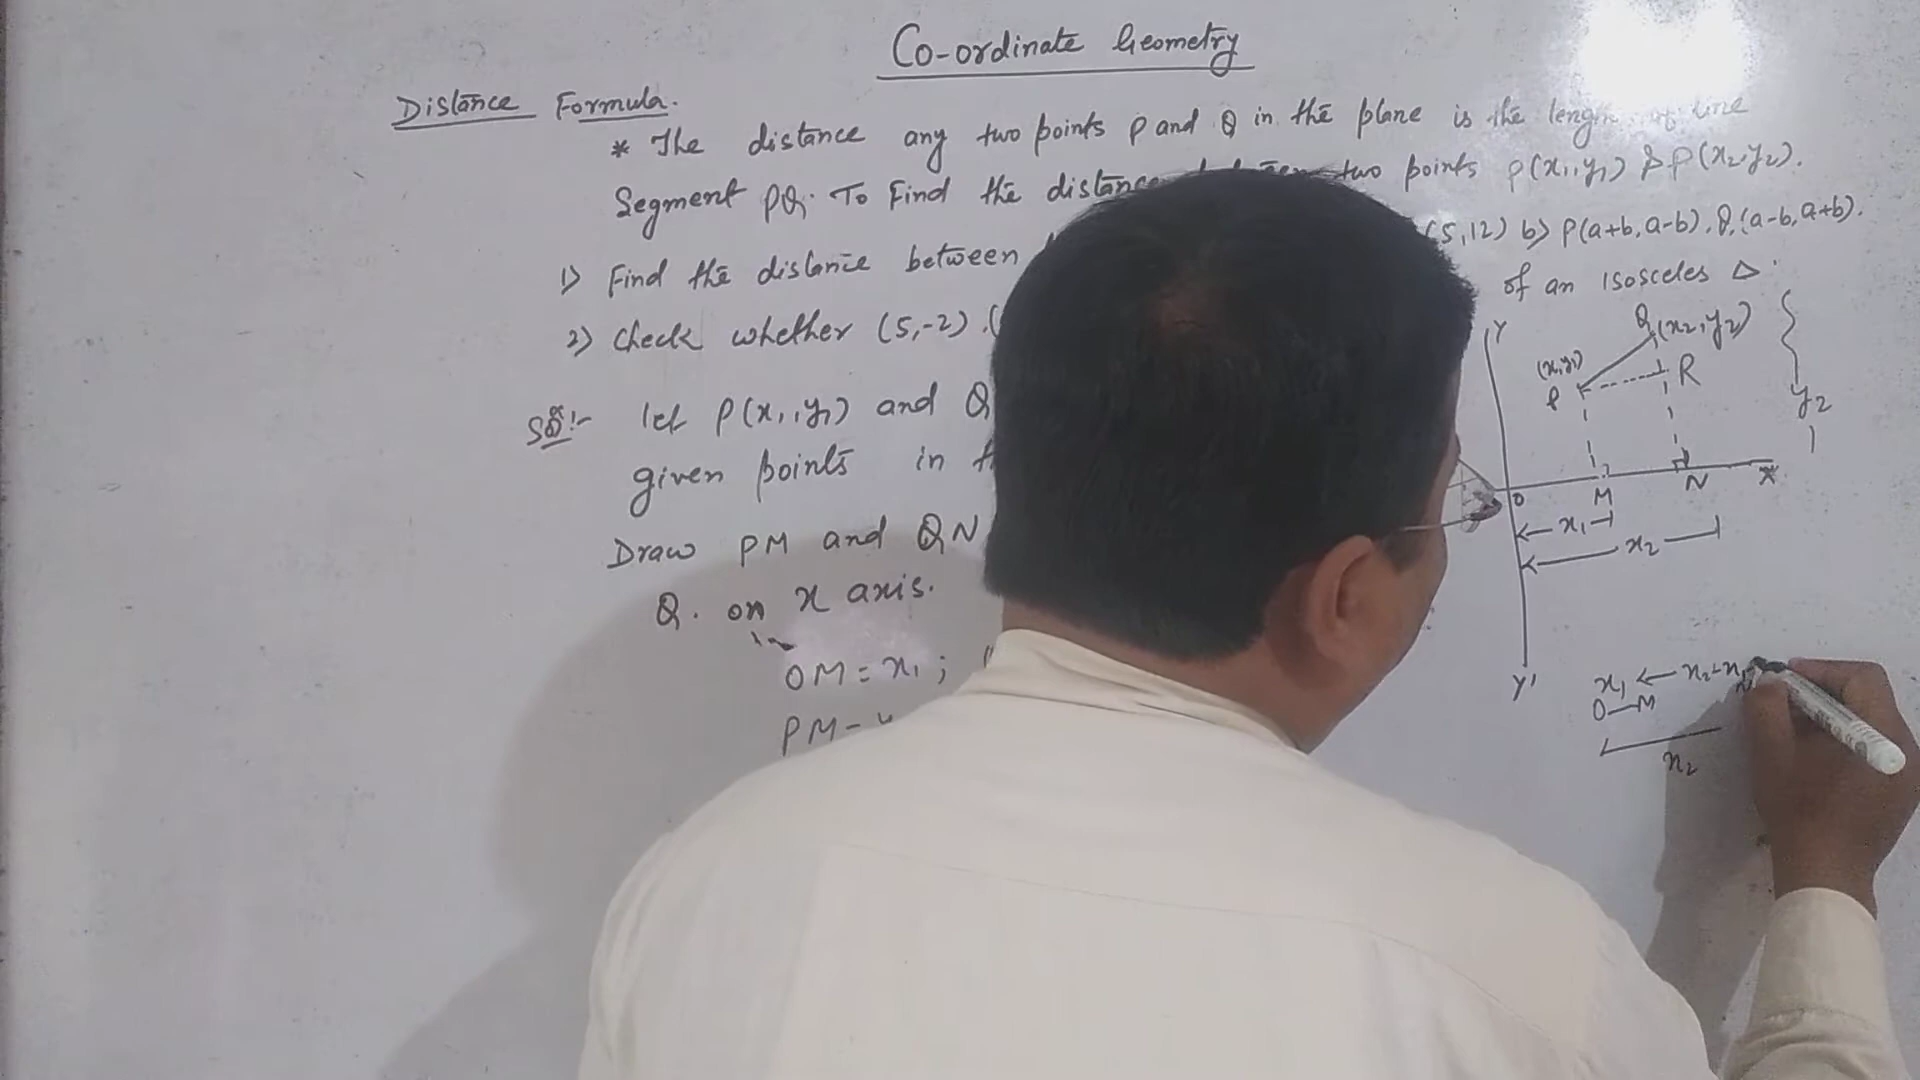 Co-ordinate Geometry
Distance Formula.
* The distance any two points P and Q in the plane is the length of line
Segment PQ. To Find the distance between two points P(x₁,y₁) & P(x₂,y₂).
1) Find the distance between (5,12) b) P(a+b,a-b), Q,(a-b,a+b).
2) Check whether (5,-2), ( of an isosceles Δ.
let P(x₁,y₁) and Q
given points in
Draw PM and QN
Q. on x axis.
OM = x₁ ;
PM -
Y
Q(x₂,y₂)
(x,y₁)
P
R
y₂
O M N X
x₁
x₂
Y'
x₁ ← x₂-x₁
O—M N
x₂